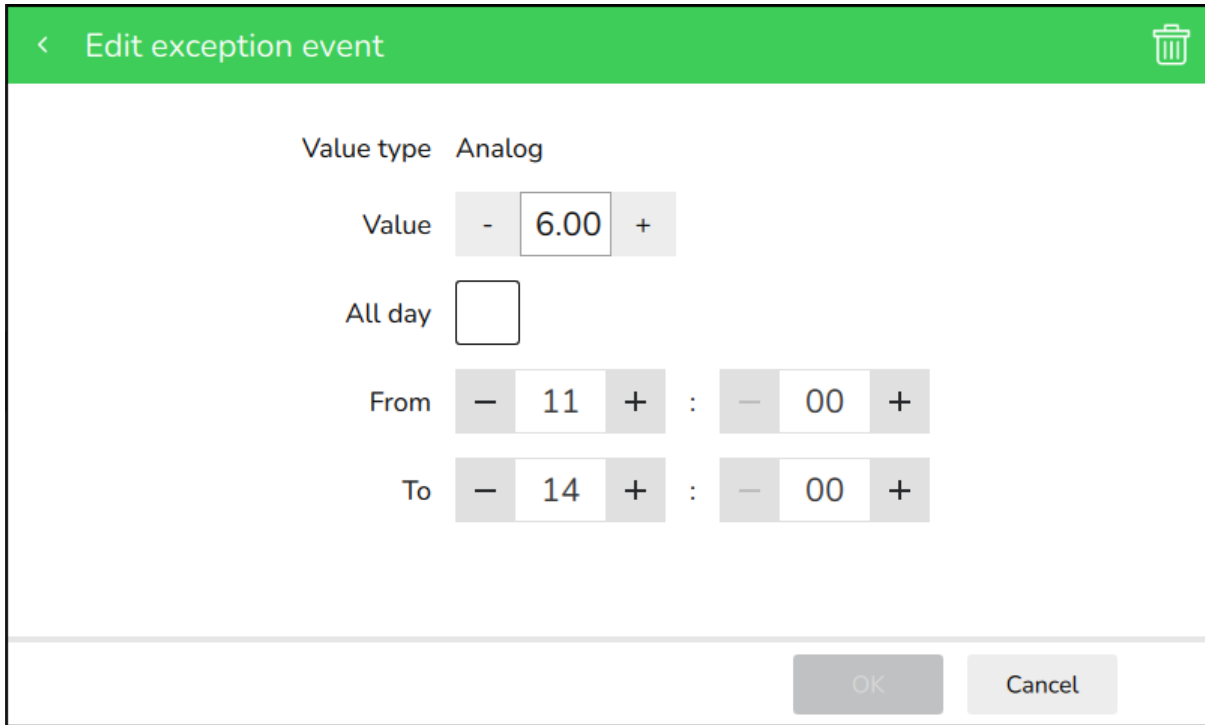 < Edit exception event
Value type Analog
Value - 6.00 +
All day
From − 11 + : − 00 +
To − 14 + : − 00 +
OK Cancel